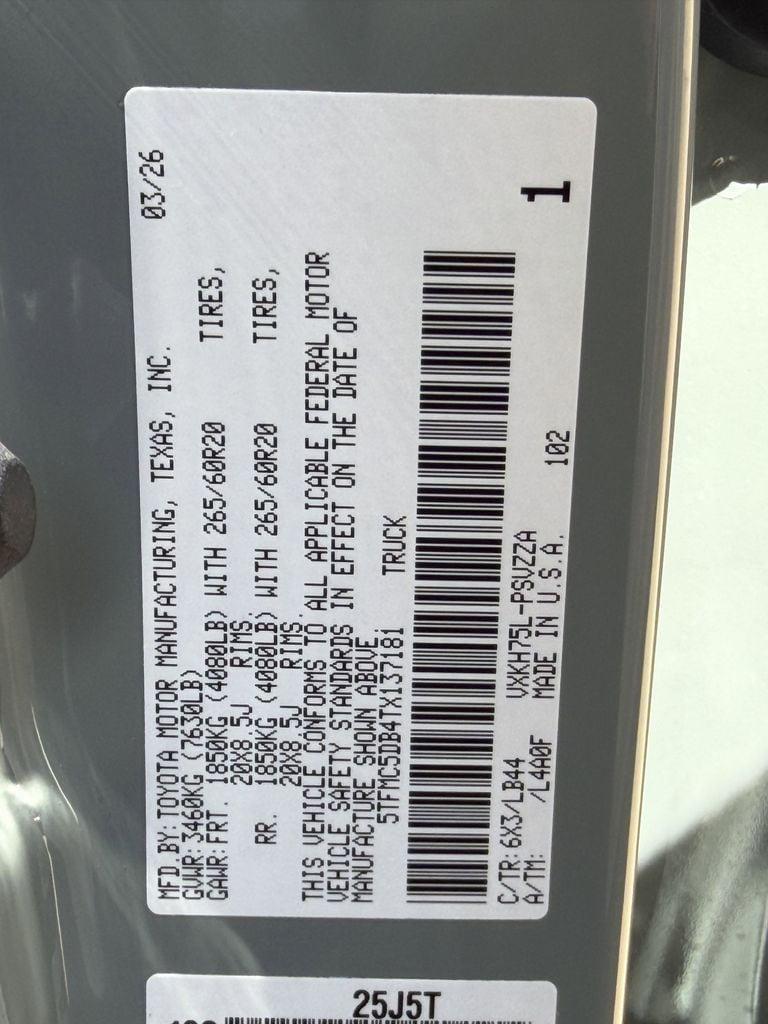 MFD.BY:TOYOTA MOTOR MANUFACTURING, TEXAS, INC. 03/26
GVWR:3460KG (7630LB)
GAWR:FRT. 1850KG (4080LB) WITH 265/60R20 TIRES,
20X8.5J RIMS.
RR. 1850KG (4080LB) WITH 265/60R20 TIRES,
20X8.5J RIMS.
THIS VEHICLE CONFORMS TO ALL APPLICABLE FEDERAL MOTOR
VEHICLE SAFETY STANDARDS IN EFFECT ON THE DATE OF
MANUFACTURE SHOWN ABOVE.
5TFMC5DB4TX137181 TRUCK
C/TR:6X3/LB44 VXKH75L-PSVZZA
A/TM: /L4A0F MADE IN U.S.A. 102
1
25J5T